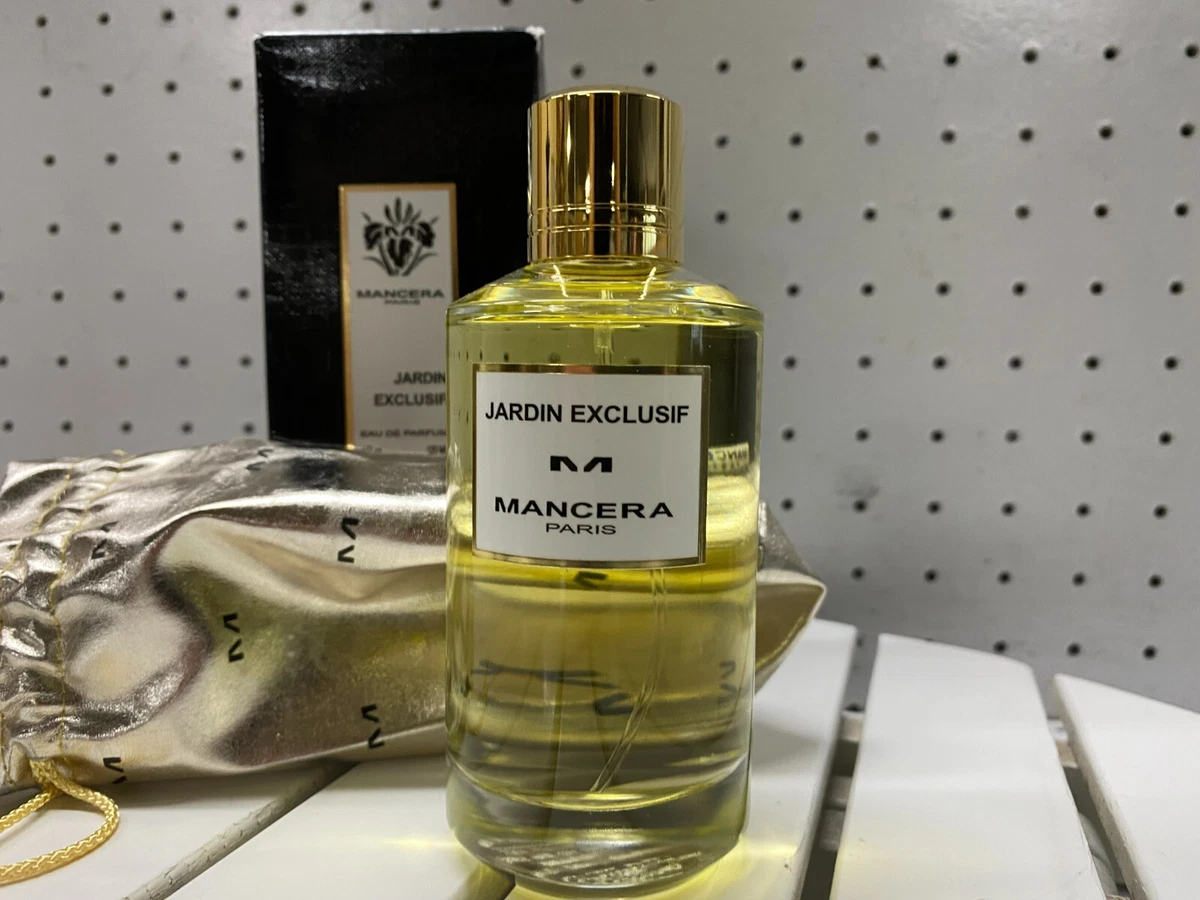 MANCERA
PARIS
JARDIN
EXCLUSIF
EAU DE PARFUM
JARDIN EXCLUSIF
MANCERA
PARIS